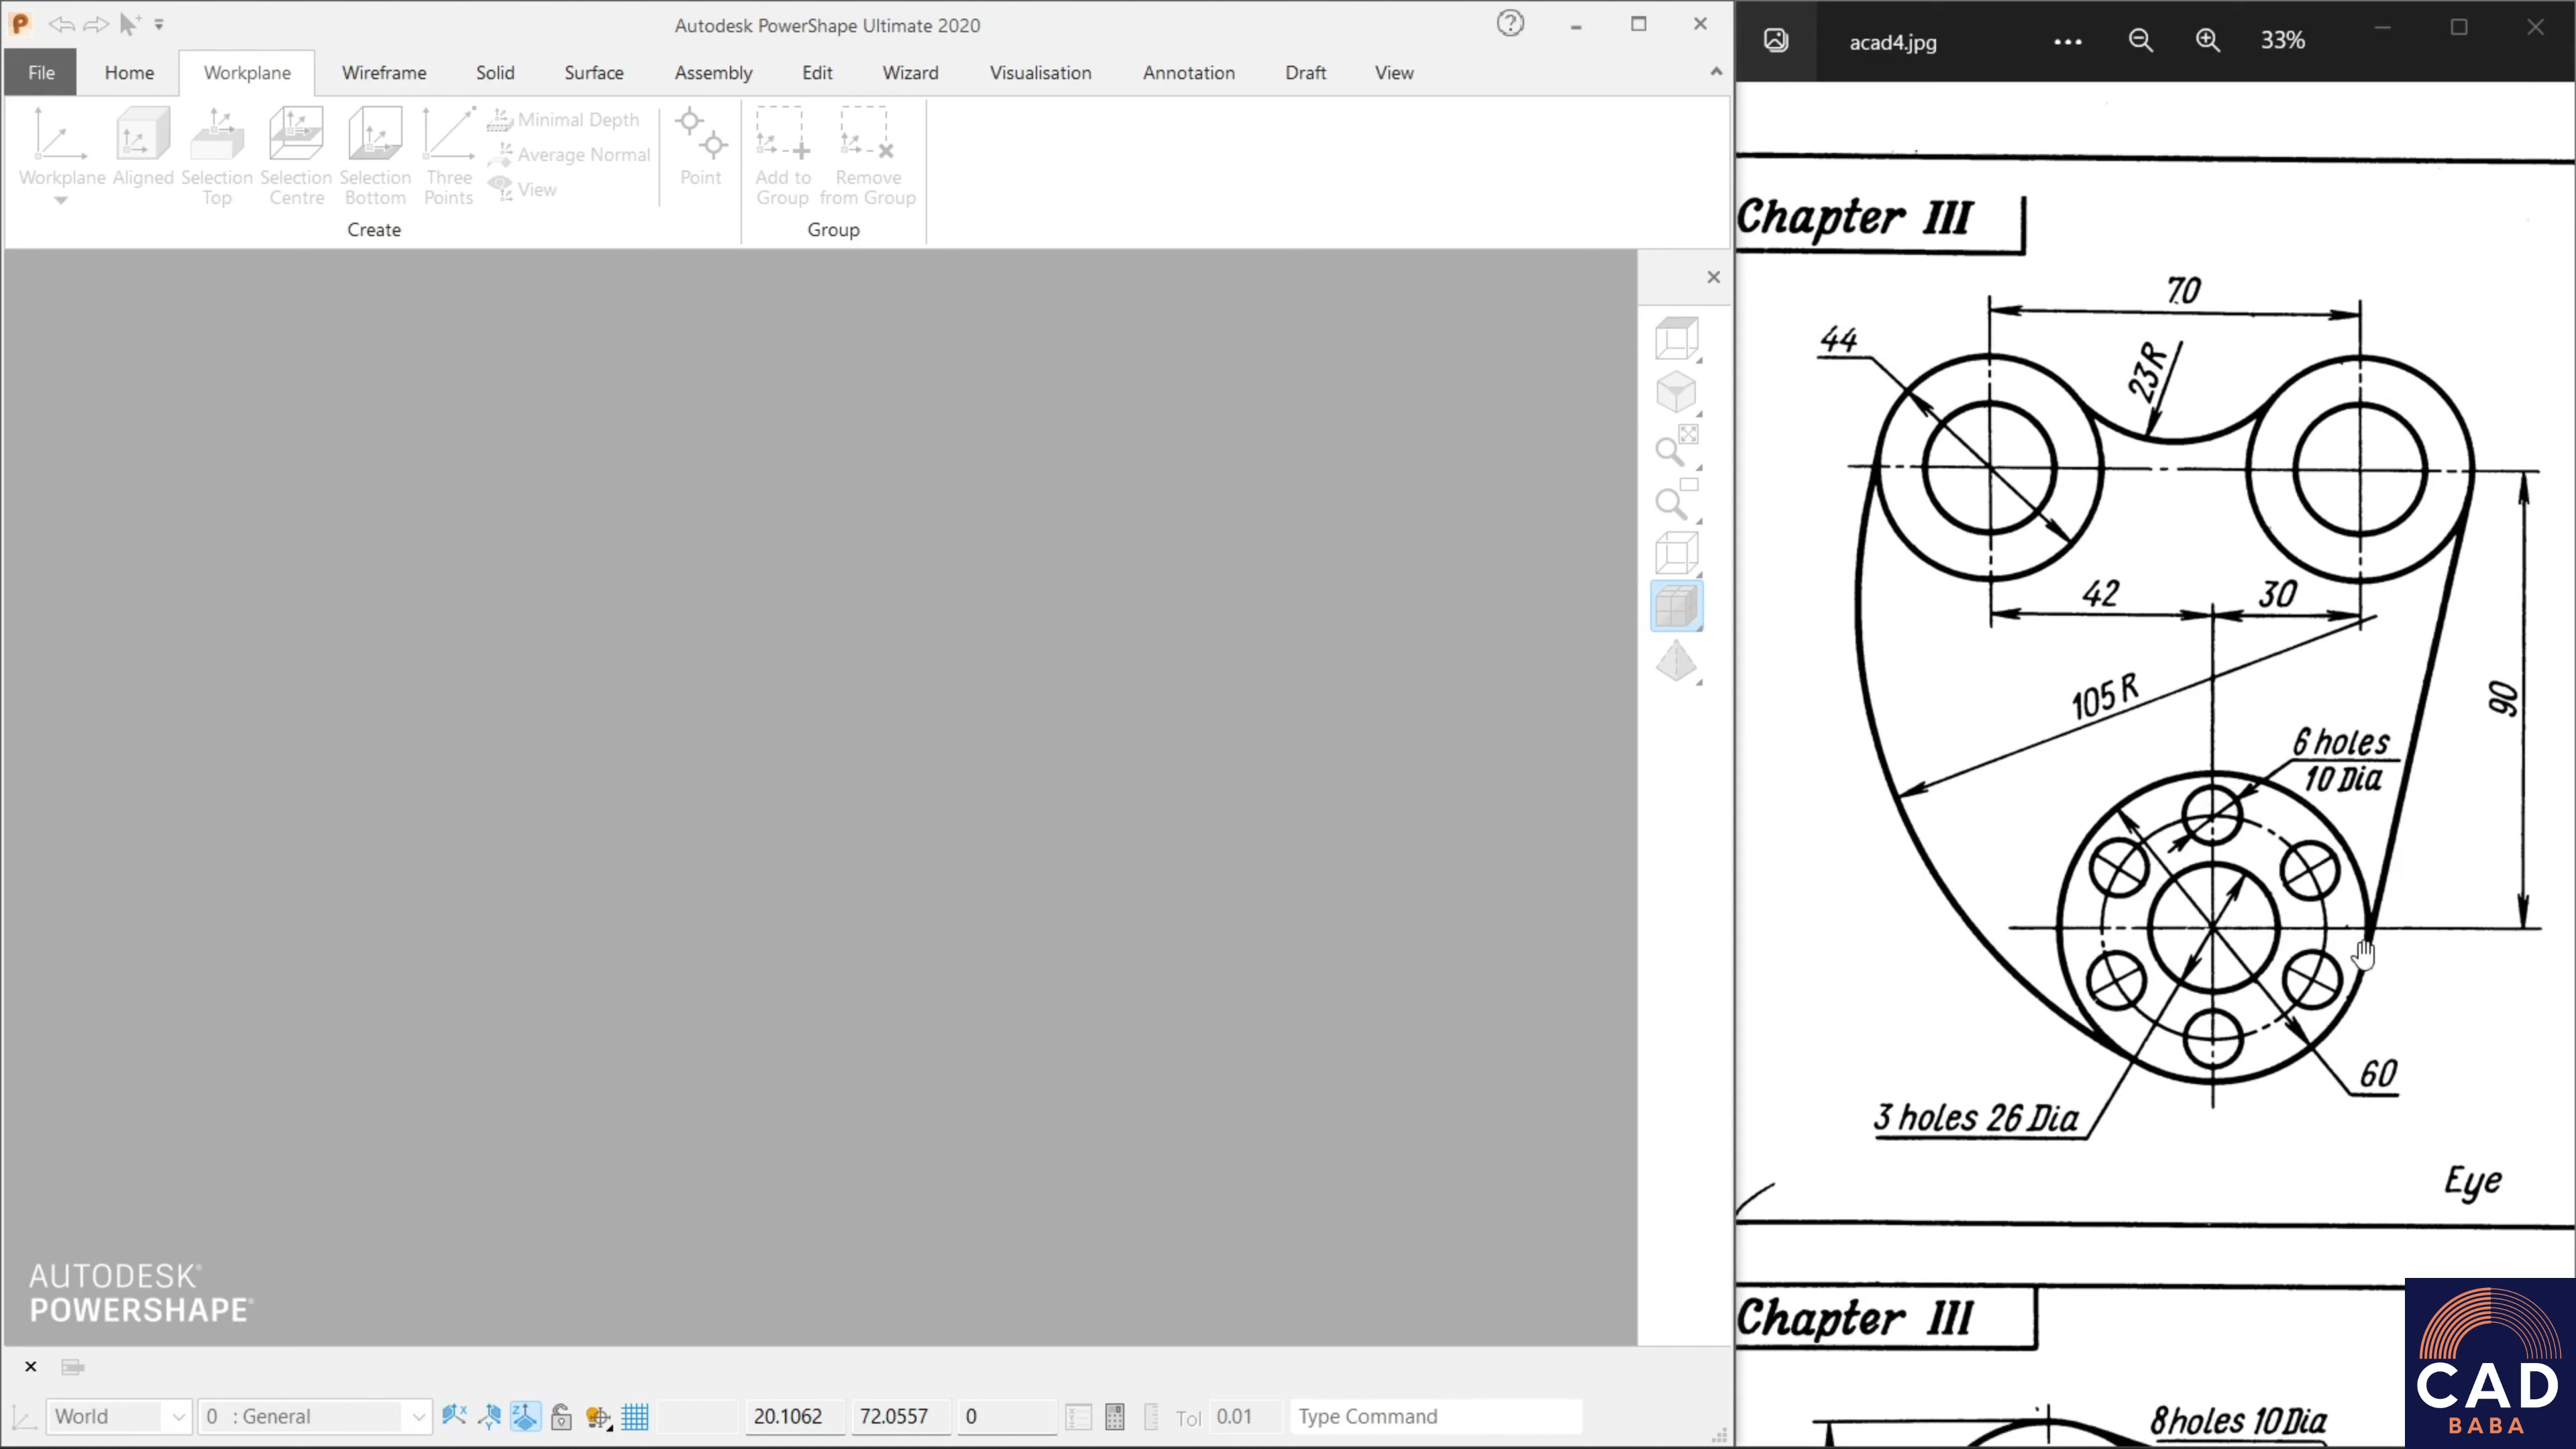 Autodesk PowerShape Ultimate 2020
File Home Workplane Wireframe Solid Surface Assembly Edit Wizard Visualisation Annotation Draft View
Workplane
Aligned
Selection
Top
Selection
Centre
Selection
Bottom
Three
Points
Minimal Depth
Average Normal
View
Point
Create
Add to
Group
Remove
from Group
Group
AUTODESK
POWERSHAPE
World
0 : General
20.1062
72.0557
0
Tol
0.01
Type Command
acad4.jpg
33%
Chapter III
70
44
23R
42
30
105 R
90
6 holes
10 Dia
60
3 holes 26 Dia
Eye
Chapter III
8 holes 10 Dia
CAD
BABA